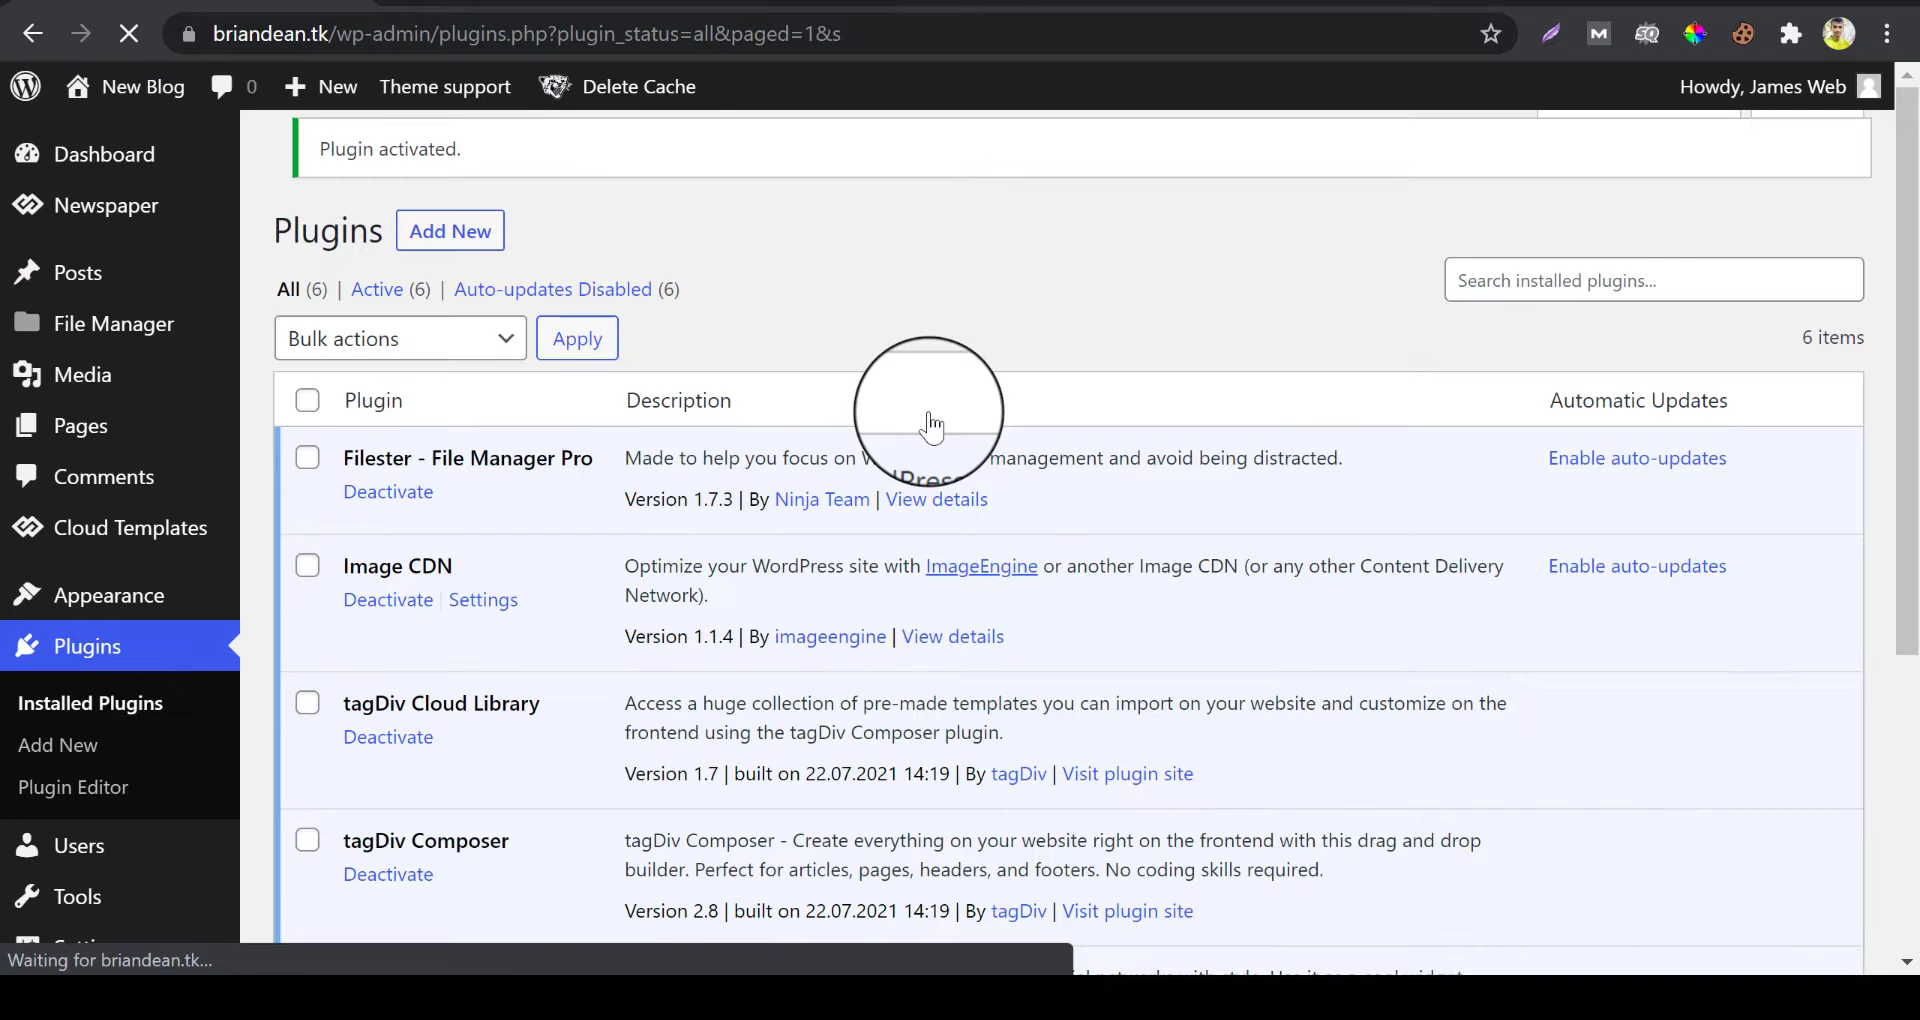 briandean.tk/wp-admin/plugins.php?plugin_status=all&paged=1&s
New Blog 0 New Theme support Delete Cache Howdy, James Web
Dashboard
Newspaper
Posts
File Manager
Media
Pages
Comments
Cloud Templates
Appearance
Plugins
Installed Plugins
Add New
Plugin Editor
Users
Tools
Plugin activated.
Plugins Add New
All (6) | Active (6) | Auto-updates Disabled (6)
Search installed plugins...
Bulk actions Apply
6 items
Plugin Description Automatic Updates
Filester - File Manager Pro
Deactivate
Made to help you focus on management and avoid being distracted.
Version 1.7.3 | By Ninja Team | View details
Enable auto-updates
Image CDN
Deactivate | Settings
Optimize your WordPress site with ImageEngine or another Image CDN (or any other Content Delivery
Network).
Version 1.1.4 | By imageengine | View details
Enable auto-updates
tagDiv Cloud Library
Deactivate
Access a huge collection of pre-made templates you can import on your website and customize on the
frontend using the tagDiv Composer plugin.
Version 1.7 | built on 22.07.2021 14:19 | By tagDiv | Visit plugin site
tagDiv Composer
Deactivate
tagDiv Composer - Create everything on your website right on the frontend with this drag and drop
builder. Perfect for articles, pages, headers, and footers. No coding skills required.
Version 2.8 | built on 22.07.2021 14:19 | By tagDiv | Visit plugin site
Waiting for briandean.tk...